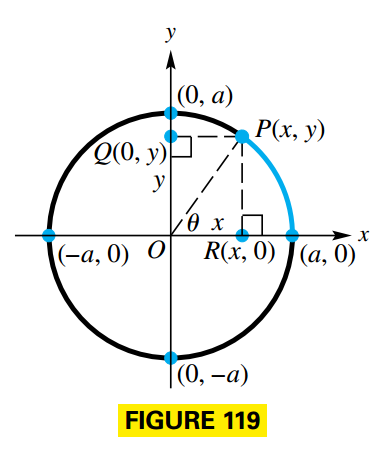 y
(0, a)
P(x, y)
Q(0, y)
y
θ x
x
(−a, 0) O R(x, 0) (a, 0)
(0, −a)
FIGURE 119